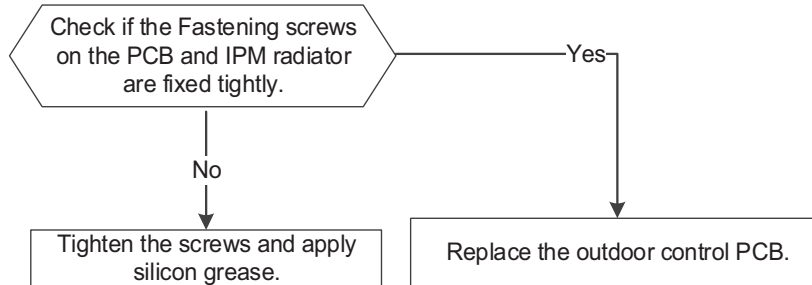 Check if the Fastening screws
on the PCB and IPM radiator
are fixed tightly.
Yes
No
Tighten the screws and apply
silicon grease.
Replace the outdoor control PCB.